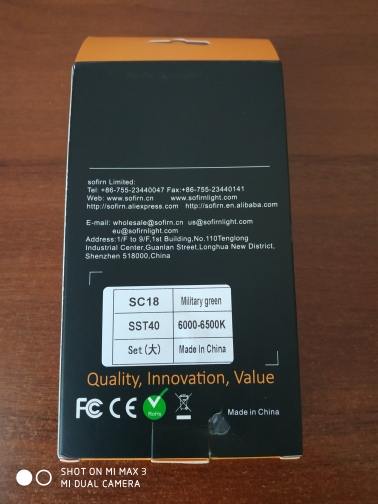 sofirn Limited:
Tel: +86-755-23440047 Fax:+86-755-23440141
Web: www.sofirn.cn www.sofirnlight.com
http://sofirn.aliexpress.com http://sofirn.en.alibaba.com
E-mail: wholesale@sofirn.cn us@sofirnlight.com
eu@sofirnlight.com
Address:1/F to 9/F,1st Building,No.110Tenglong
Industrial Center,Guanlan Street,Longhua New District,
Shenzhen 518000,China
SC18 Military green
SST40 6000-6500K
Set (大) Made In China
Quality, Innovation, Value
FC CE RoHS Made in China
SHOT ON MI MAX 3
MI DUAL CAMERA